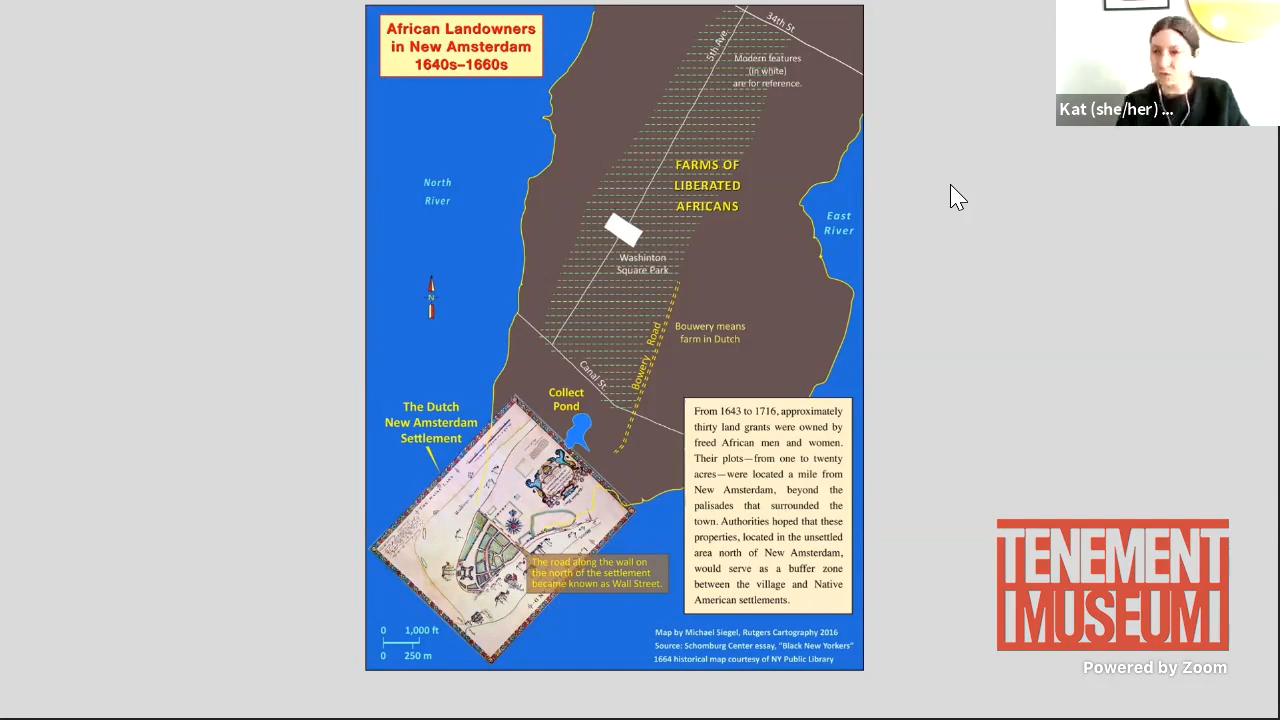 African Landowners
in New Amsterdam
1640s–1660s
34th St
5th Ave
Modern features
(in white)
are for reference.
FARMS OF
LIBERATED
AFRICANS
North
River
East
River
Washinton
Square Park
N
Bowery Road
Bouwery means
farm in Dutch
Canal St
Collect
Pond
The Dutch
New Amsterdam
Settlement
From 1643 to 1716, approximately
thirty land grants were owned by
freed African men and women.
Their plots—from one to twenty
acres—were located a mile from
New Amsterdam, beyond the
palisades that surrounded the
town. Authorities hoped that these
properties, located in the unsettled
area north of New Amsterdam,
would serve as a buffer zone
between the village and Native
American settlements.
The road along the wall on
the north of the settlement
became known as Wall Street.
0 1,000 ft
0 250 m
Map by Michael Siegel, Rutgers Cartography 2016
Source: Schomburg Center essay, "Black New Yorkers"
1664 historical map courtesy of NY Public Library
Kat (she/her) ...
TENEMENT
MUSEUM
Powered by Zoom